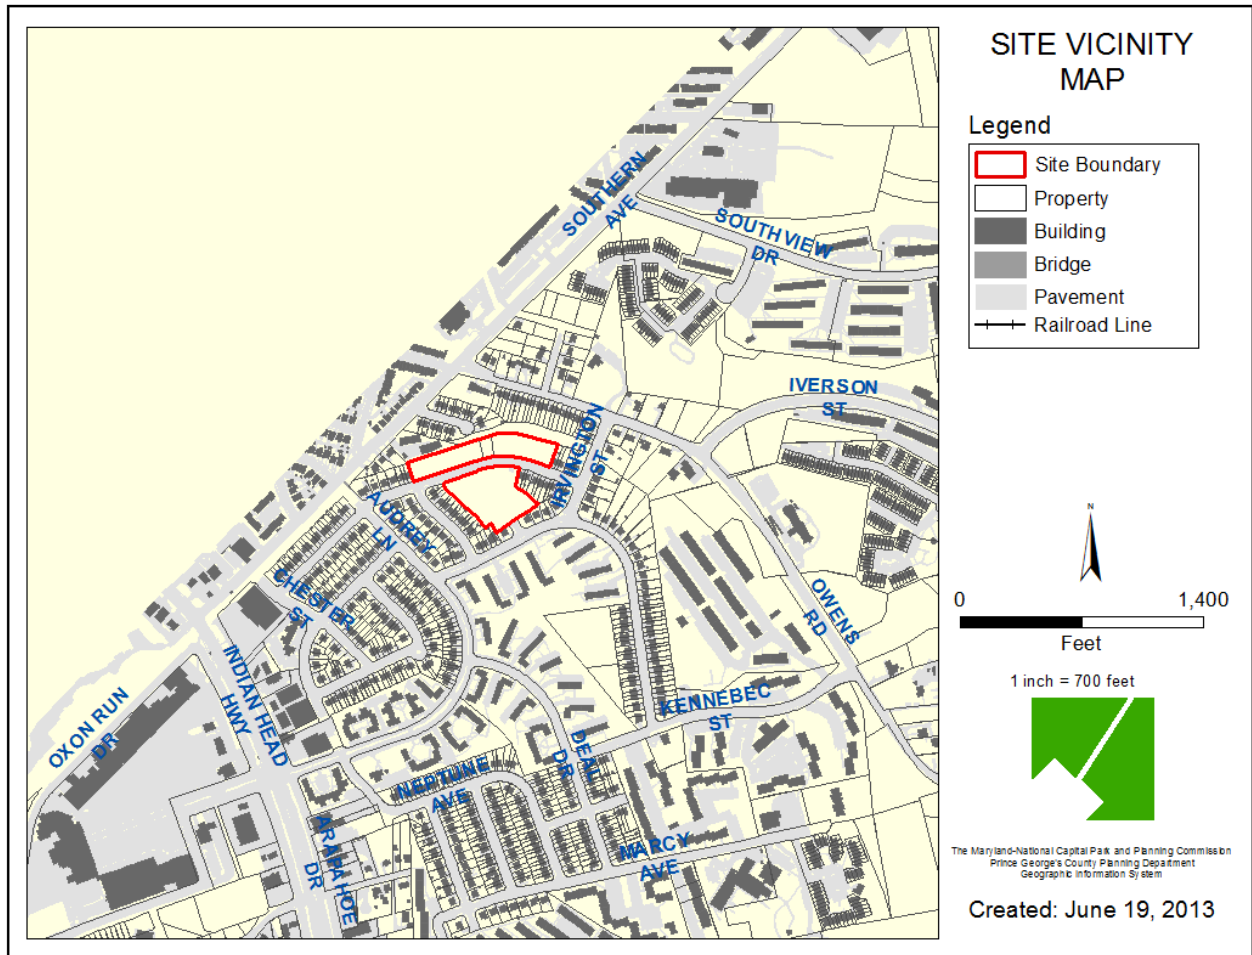 SITE VICINITY
MAP
Legend
Site Boundary
Property
Building
Bridge
Pavement
Railroad Line
SOUTHERN
AVE
SOUTHVIEW
DR
IVERSON
ST
IRVINGTON
ST
AUDREY
LN
CHESTER
ST
OWENS
RD
INDIAN HEAD
HWY
OXON RUN
DR
KENNEBEC
ST
DEAL
DR
NEPTUNE
AVE
ARAPAHOE
DR
MARCY
AVE
N
0 1,400
Feet
1 inch = 700 feet
The Maryland-National Capital Park and Planning Commission
Prince George's County Planning Department
Geographic Information System
Created: June 19, 2013